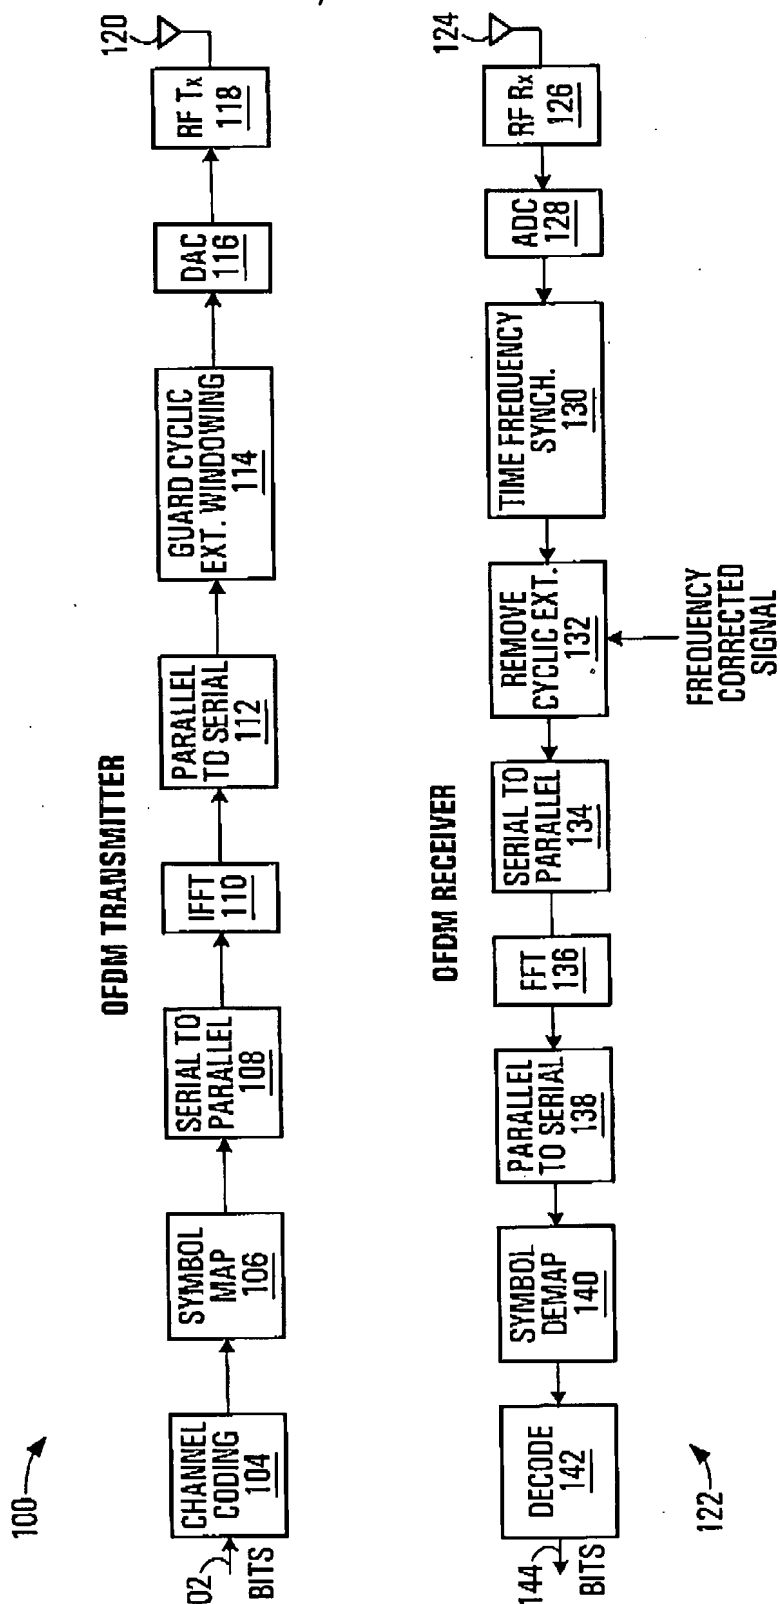 100
OFDM TRANSMITTER
02
BITS
CHANNEL
CODING
104
SYMBOL
MAP
106
SERIAL TO
PARALLEL
108
IFFT
110
PARALLEL
TO SERIAL
112
GUARD CYCLIC
EXT. WINDOWING
114
DAC
116
RF Tx
118
120
OFDM RECEIVER
124
RF Rx
126
ADC
128
TIME FREQUENCY
SYNCH.
130
REMOVE
CYCLIC EXT.
132
FREQUENCY
CORRECTED
SIGNAL
SERIAL TO
PARALLEL
134
FFT
136
PARALLEL
TO SERIAL
138
SYMBOL
DEMAP
140
DECODE
142
144
BITS
122